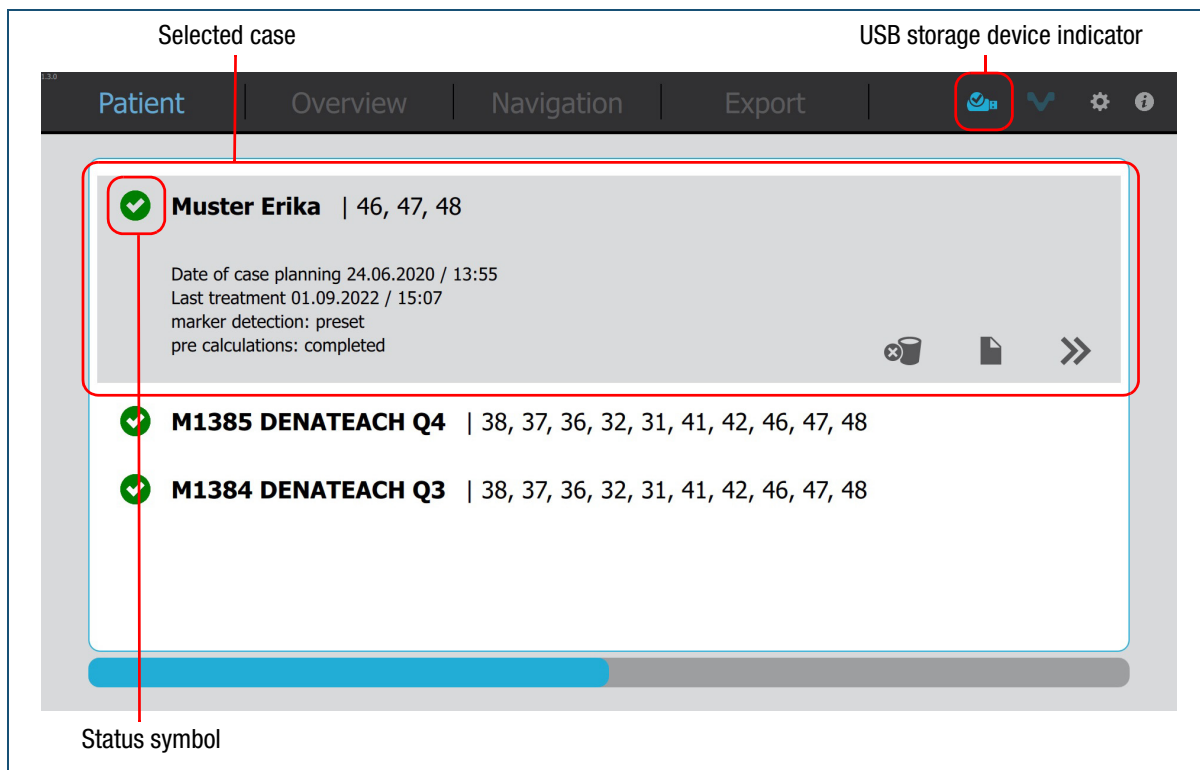 Selected case
USB storage device indicator
1.3.0
Patient Overview Navigation Export
Muster Erika | 46, 47, 48
Date of case planning 24.06.2020 / 13:55
Last treatment 01.09.2022 / 15:07
marker detection: preset
pre calculations: completed
M1385 DENATEACH Q4 | 38, 37, 36, 32, 31, 41, 42, 46, 47, 48
M1384 DENATEACH Q3 | 38, 37, 36, 32, 31, 41, 42, 46, 47, 48
Status symbol